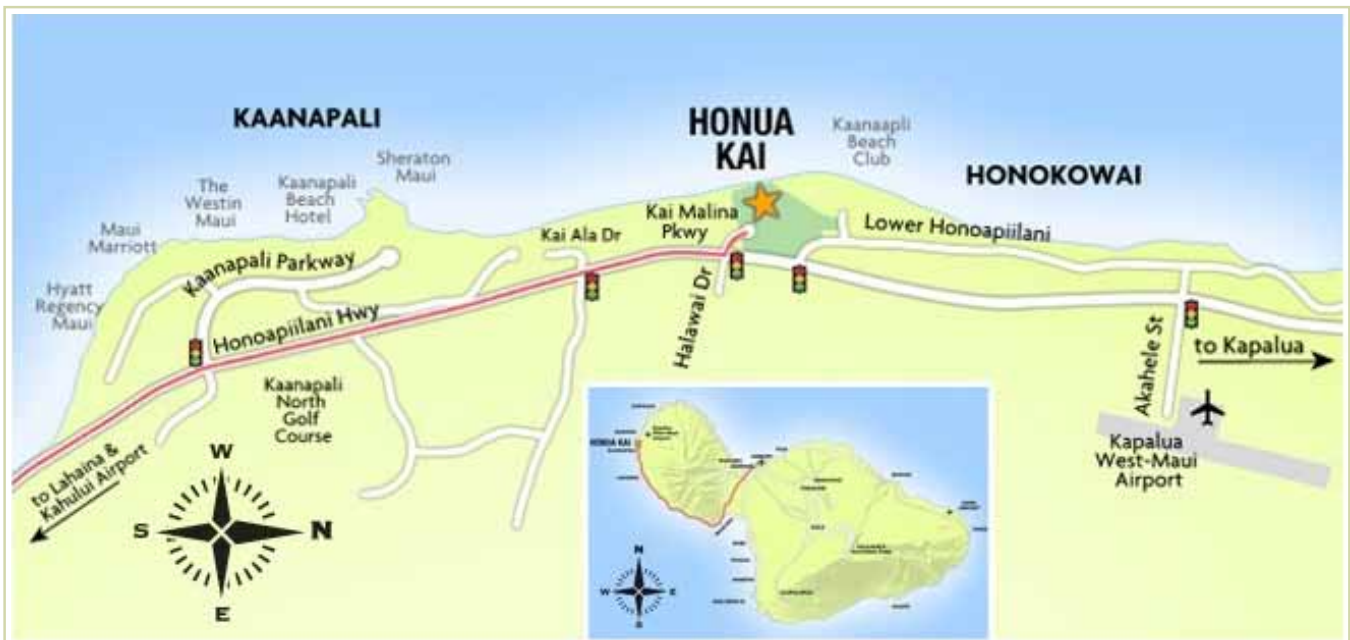 KAANAPALI
HONUA
KAI
Kaanaapli
Beach
Club
HONOKOWAI
Sheraton
Maui
Kaanapali
Beach
Hotel
The
Westin
Maui
Maui
Marriott
Hyatt
Regency
Maui
Kaanapali Parkway
Kai Ala Dr
Kai Malina
Pkwy
Lower Honoapiilani
Honoapiilani Hwy
Halawai Dr
Akahele St
to Kapalua
Kaanapali
North
Golf
Course
to Lahaina &
Kahului Airport
Kapalua
West-Maui
Airport
W
S
N
E
HONUA KAI
N
W
E
S